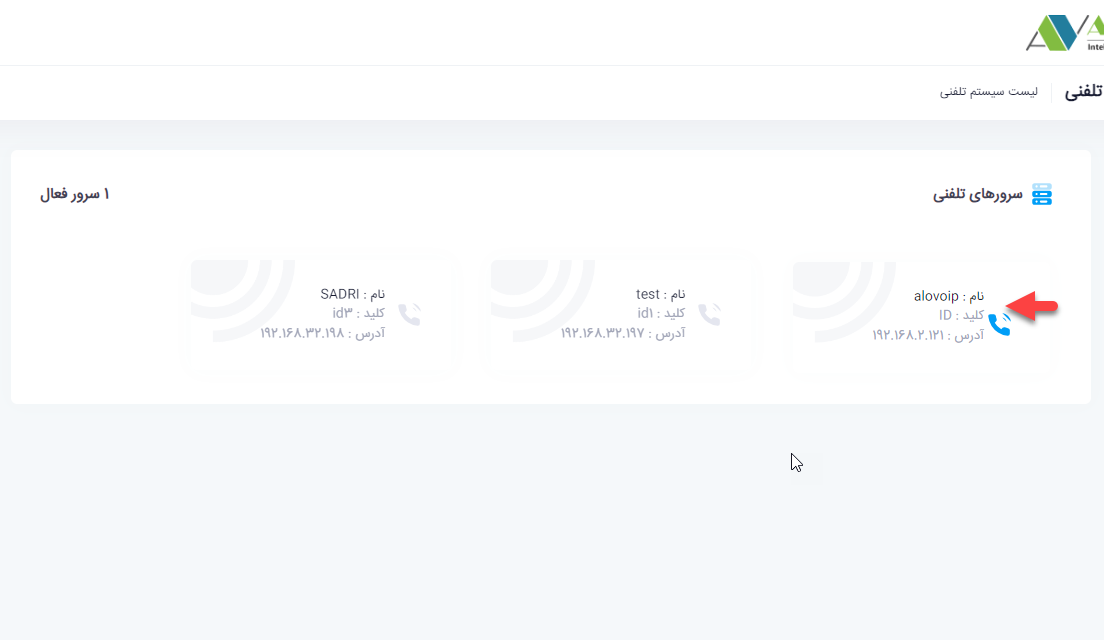 Intel
تلفنی
لیست سیستم تلفنی
سرورهای تلفنی
۱ سرور فعال
نام : alovoip
کلید : ID
آدرس : ۱۹۲.۱۶۸.۲.۱۲۱
نام : test
کلید : id۱
آدرس : ۱۹۲.۱۶۸.۳۲.۱۹۷
نام : SADRI
کلید : id۳
آدرس : ۱۹۲.۱۶۸.۳۲.۱۹۸